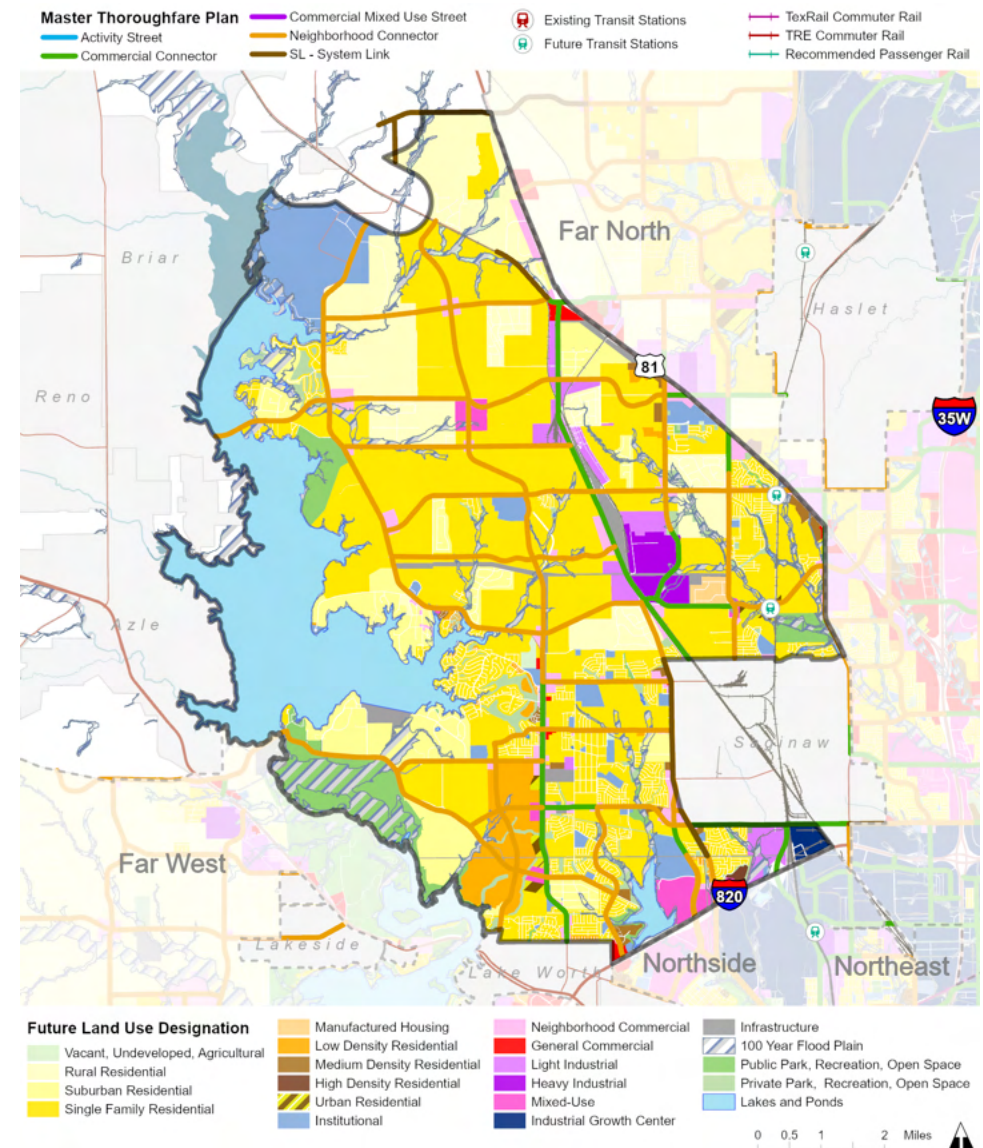 Master Thoroughfare Plan
Activity Street
Commercial Connector
Commercial Mixed Use Street
Neighborhood Connector
SL - System Link
Existing Transit Stations
Future Transit Stations
TexRail Commuter Rail
TRE Commuter Rail
Recommended Passenger Rail
Far North
Briar
Haslet
81
Reno
35W
Azle
Saginaw
Far West
820
Lakeside
Lake Worth
Northside
Northeast
Future Land Use Designation
Vacant, Undeveloped, Agricultural
Rural Residential
Suburban Residential
Single Family Residential
Manufactured Housing
Low Density Residential
Medium Density Residential
High Density Residential
Urban Residential
Institutional
Neighborhood Commercial
General Commercial
Light Industrial
Heavy Industrial
Mixed-Use
Industrial Growth Center
Infrastructure
100 Year Flood Plain
Public Park, Recreation, Open Space
Private Park, Recreation, Open Space
Lakes and Ponds
0 0.5 1 2 Miles